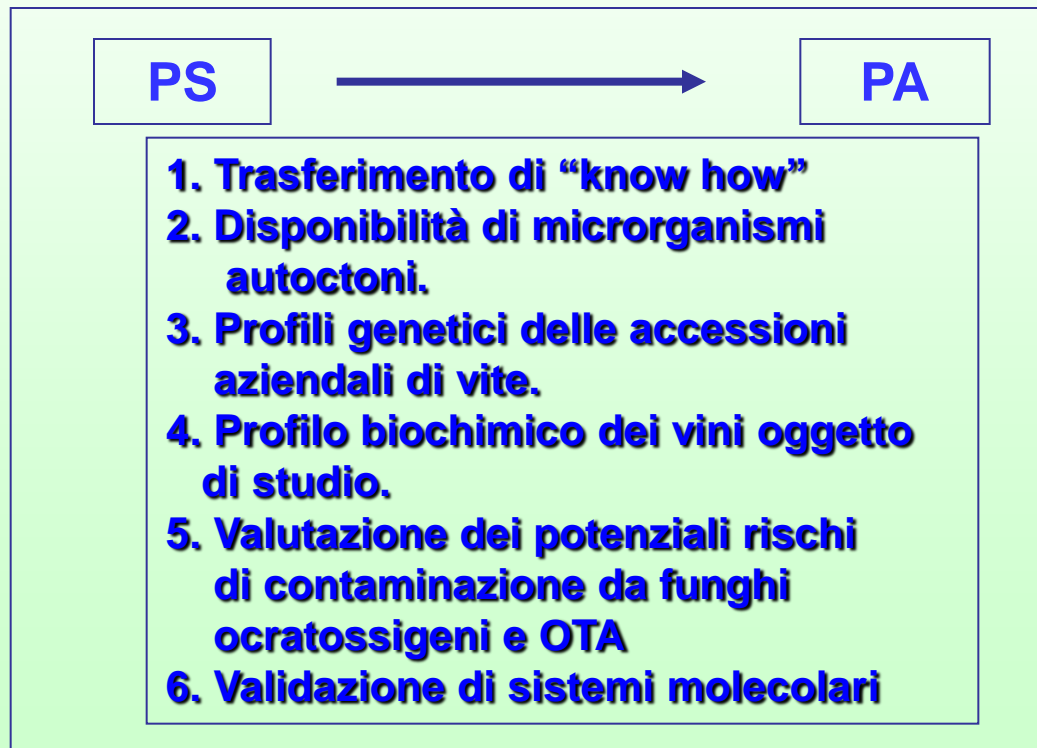 PS PA
1. Trasferimento di “know how”
2. Disponibilità di microrganismi
autoctoni.
3. Profili genetici delle accessioni
aziendali di vite.
4. Profilo biochimico dei vini oggetto
di studio.
5. Valutazione dei potenziali rischi
di contaminazione da funghi
ocratossigeni e OTA
6. Validazione di sistemi molecolari